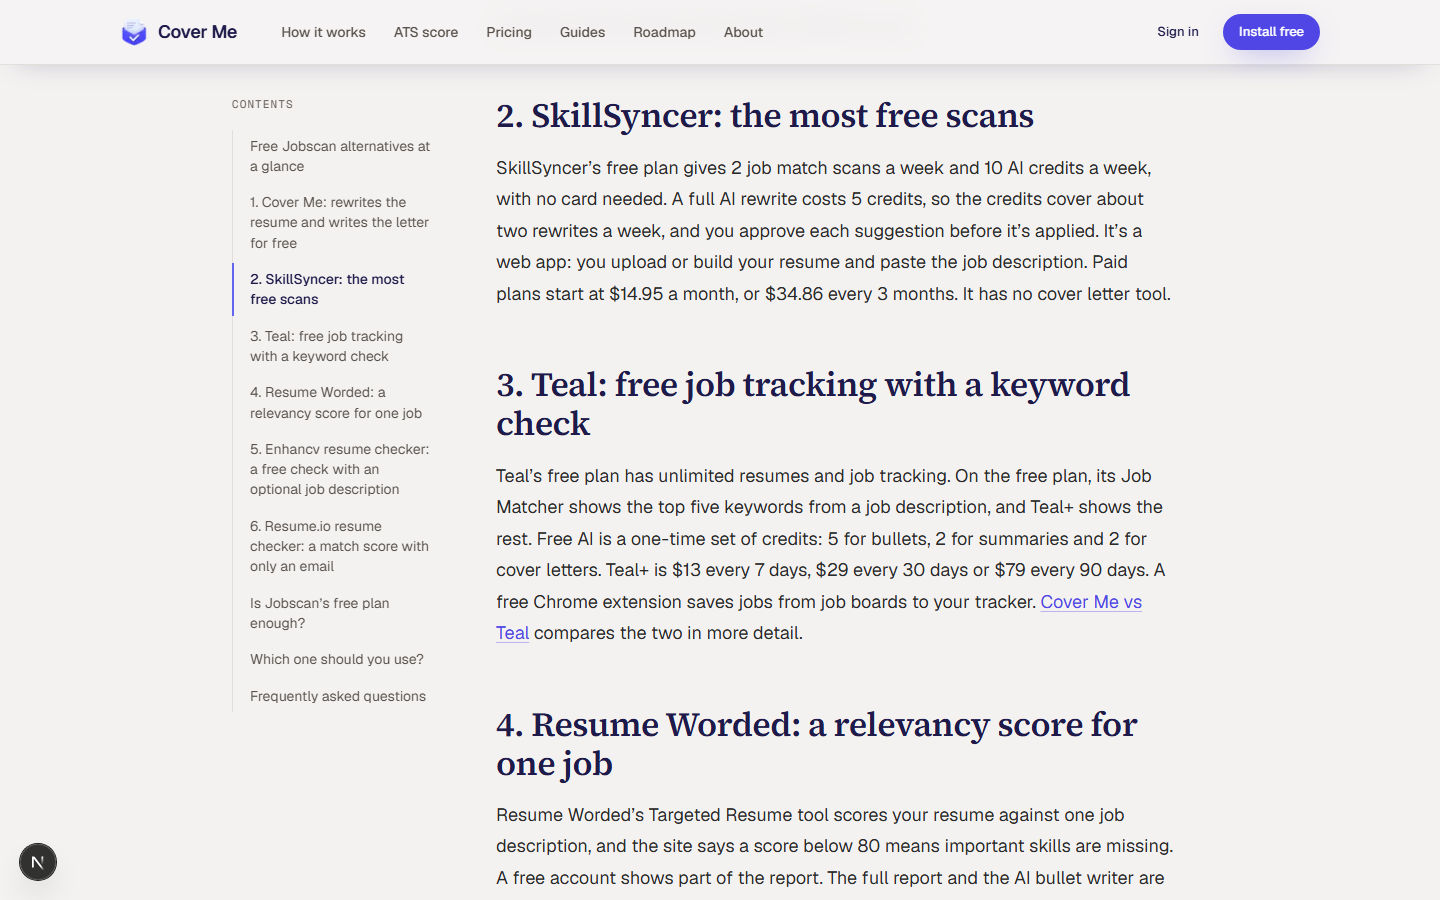 Cover Me
How it works
ATS score
Pricing
Guides
Roadmap
About
Sign in
Install free
CONTENTS
Free Jobscan alternatives at
a glance
1. Cover Me: rewrites the
resume and writes the letter
for free
2. SkillSyncer: the most
free scans
3. Teal: free job tracking
with a keyword check
4. Resume Worded: a
relevancy score for one job
5. Enhancv resume checker:
a free check with an
optional job description
6. Resume.io resume
checker: a match score with
only an email
Is Jobscan's free plan
enough?
Which one should you use?
Frequently asked questions
2. SkillSyncer: the most free scans
SkillSyncer’s free plan gives 2 job match scans a week and 10 AI credits a week,
with no card needed. A full AI rewrite costs 5 credits, so the credits cover about
two rewrites a week, and you approve each suggestion before it’s applied. It’s a
web app: you upload or build your resume and paste the job description. Paid
plans start at $14.95 a month, or $34.86 every 3 months. It has no cover letter tool.
3. Teal: free job tracking with a keyword
check
Teal’s free plan has unlimited resumes and job tracking. On the free plan, its Job
Matcher shows the top five keywords from a job description, and Teal+ shows the
rest. Free AI is a one-time set of credits: 5 for bullets, 2 for summaries and 2 for
cover letters. Teal+ is $13 every 7 days, $29 every 30 days or $79 every 90 days. A
free Chrome extension saves jobs from job boards to your tracker. Cover Me vs
Teal compares the two in more detail.
4. Resume Worded: a relevancy score for
one job
Resume Worded’s Targeted Resume tool scores your resume against one job
description, and the site says a score below 80 means important skills are missing.
A free account shows part of the report. The full report and the AI bullet writer are
N